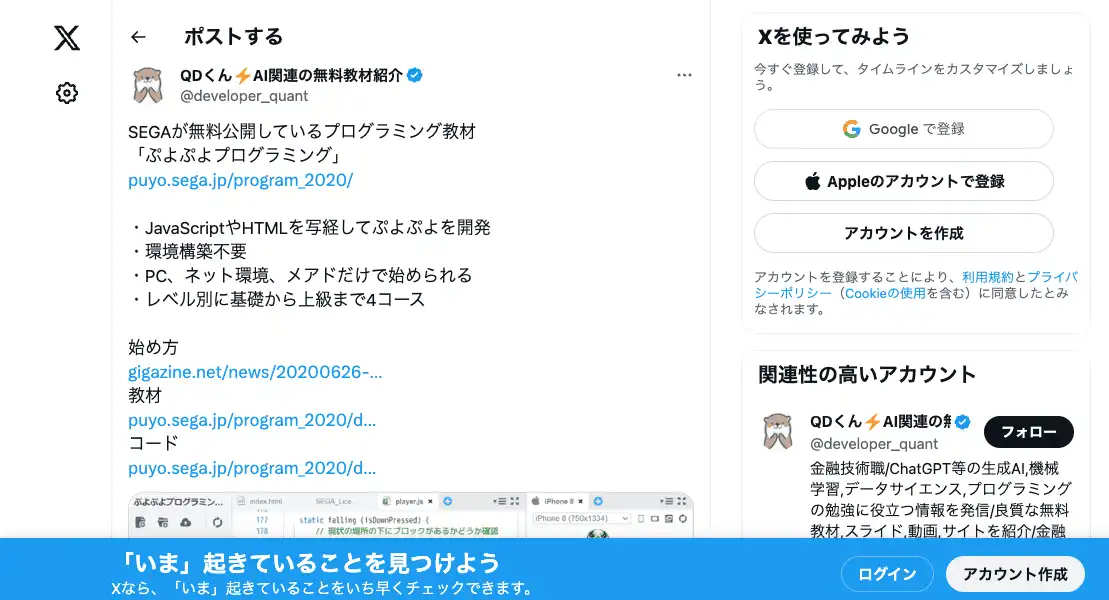 ポストする
QDくん⚡AI関連の無料教材紹介
@developer_quant
SEGAが無料公開しているプログラミング教材
「ぷよぷよプログラミング」
puyo.sega.jp/program_2020/
・JavaScriptやHTMLを写経してぷよぷよを開発
・環境構築不要
・PC、ネット環境、メアドだけで始められる
・レベル別に基礎から上級まで4コース
始め方
gigazine.net/news/20200626-...
教材
puyo.sega.jp/program_2020/d...
コード
puyo.sega.jp/program_2020/d...
ぷよぷよプログラミン... index.html SEGA_Lice... player.js × iPhone 8 ×
177 static falling (isDownPressed) { iPhone 8 (750x1334)
178 // 現状の場所の下にブロックがあるかどうか確認
Xを使ってみよう
今すぐ登録して、タイムラインをカスタマイズしましょ
う。
Google で登録
Appleのアカウントで登録
アカウントを作成
アカウントを登録することにより、利用規約とプライバ
シーポリシー（Cookieの使用を含む）に同意したとみ
なされます。
関連性の高いアカウント
QDくん⚡AI関連の無
@developer_quant
フォロー
金融技術職/ChatGPT等の生成AI,機械
学習,データサイエンス,プログラミング
の勉強に役立つ情報を発信/良質な無料
教材,スライド,動画,サイトを紹介/金融
「いま」起きていることを見つけよう
Xなら、「いま」起きていることをいち早くチェックできます。
ログイン
アカウント作成